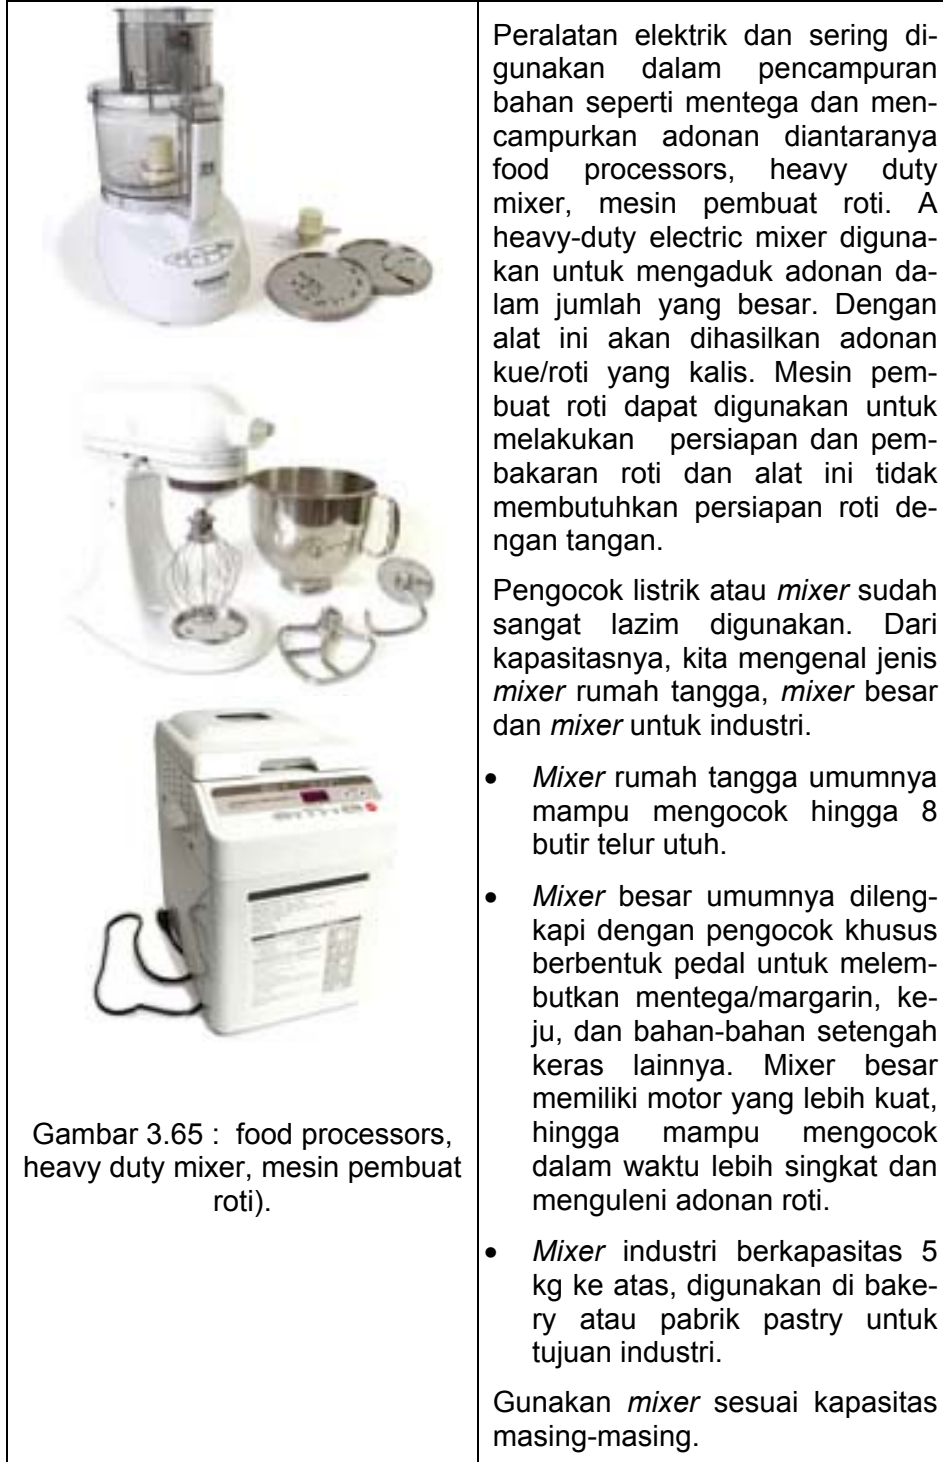 Gambar 3.65 :  food processors,
heavy duty mixer, mesin pembuat
roti).
Peralatan elektrik dan sering di-
gunakan dalam pencampuran
bahan seperti mentega dan men-
campurkan adonan diantaranya
food processors, heavy duty
mixer, mesin pembuat roti. A
heavy-duty electric mixer diguna-
kan untuk mengaduk adonan da-
lam jumlah yang besar. Dengan
alat ini akan dihasilkan adonan
kue/roti yang kalis. Mesin pem-
buat roti dapat digunakan untuk
melakukan persiapan dan pem-
bakaran roti dan alat ini tidak
membutuhkan persiapan roti de-
ngan tangan.
Pengocok listrik atau mixer sudah
sangat lazim digunakan. Dari
kapasitasnya, kita mengenal jenis
mixer rumah tangga, mixer besar
dan mixer untuk industri.
• Mixer rumah tangga umumnya
mampu mengocok hingga 8
butir telur utuh.
• Mixer besar umumnya dileng-
kapi dengan pengocok khusus
berbentuk pedal untuk melem-
butkan mentega/margarin, ke-
ju, dan bahan-bahan setengah
keras lainnya. Mixer besar
memiliki motor yang lebih kuat,
hingga mampu mengocok
dalam waktu lebih singkat dan
menguleni adonan roti.
• Mixer industri berkapasitas 5
kg ke atas, digunakan di bake-
ry atau pabrik pastry untuk
tujuan industri.
Gunakan mixer sesuai kapasitas
masing-masing.